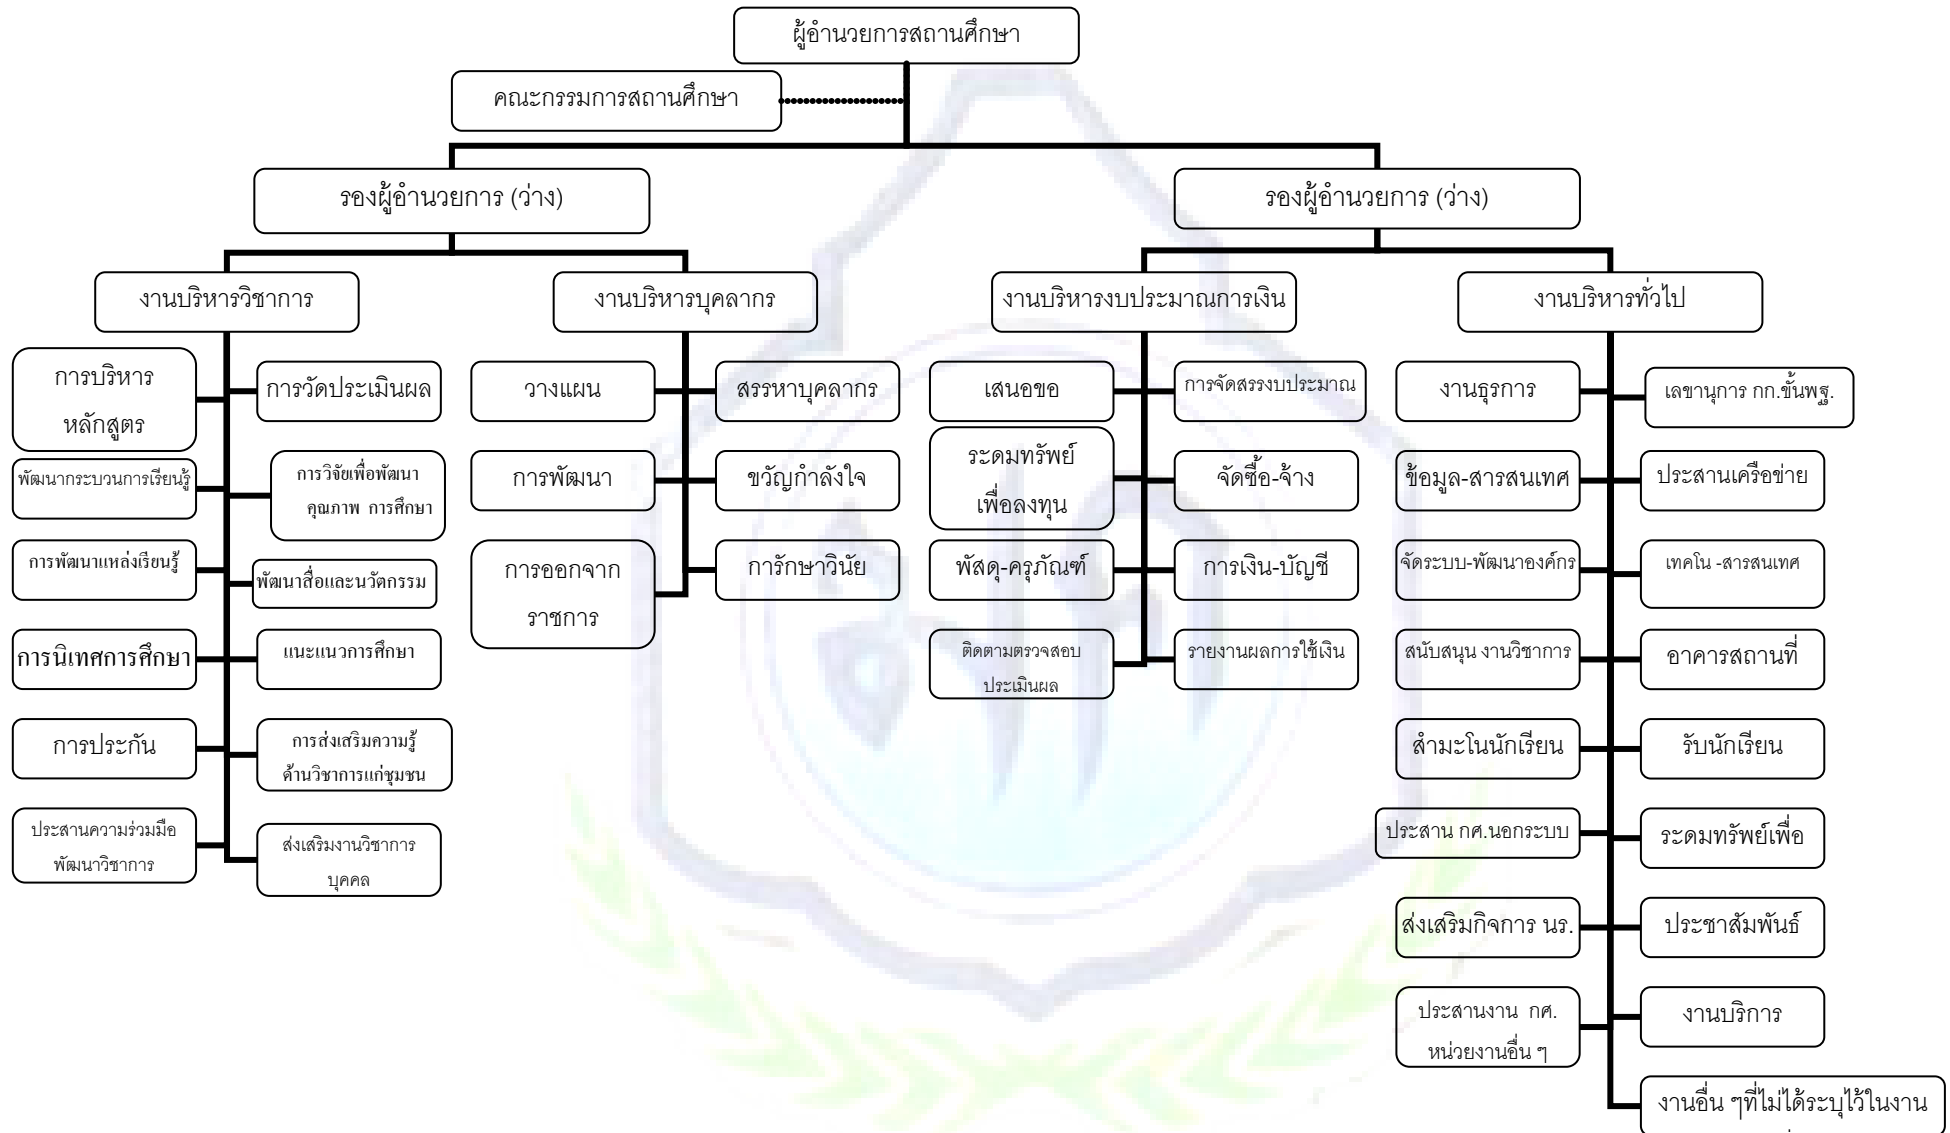 ผู้อำนวยการสถานศึกษา
คณะกรรมการสถานศึกษา
รองผู้อำนวยการ (ว่าง)
รองผู้อำนวยการ (ว่าง)
งานบริหารวิชาการ
งานบริหารบุคลากร
งานบริหารงบประมาณการเงิน
งานบริหารทั่วไป
การบริหาร
หลักสูตร
การวัดประเมินผล
พัฒนากระบวนการเรียนรู้
การวิจัยเพื่อพัฒนา
คุณภาพ การศึกษา
การพัฒนาแหล่งเรียนรู้
พัฒนาสื่อและนวัตกรรม
การนิเทศการศึกษา
แนะแนวการศึกษา
การประกัน
การส่งเสริมความรู้
ด้านวิชาการแก่ชุมชน
ประสานความร่วมมือ
พัฒนาวิชาการ
ส่งเสริมงานวิชาการ
บุคคล
วางแผน
สรรหาบุคลากร
การพัฒนา
ขวัญกำลังใจ
การออกจาก
ราชการ
การักษาวินัย
เสนอขอ
การจัดสรรงบประมาณ
ระดมทรัพย์
เพื่อลงทุน
จัดซื้อ-จ้าง
พัสดุ-ครุภัณฑ์
การเงิน-บัญชี
ติดตามตรวจสอบ
ประเมินผล
รายงานผลการใช้เงิน
งานธุรการ
เลขานุการ กก.ขั้นพฐ.
ข้อมูล-สารสนเทศ
ประสานเครือข่าย
จัดระบบ-พัฒนาองค์กร
เทคโน -สารสนเทศ
สนับสนุน งานวิชาการ
อาคารสถานที่
สำมะโนนักเรียน
รับนักเรียน
ประสาน กศ.นอกระบบ
ระดมทรัพย์เพื่อ
ส่งเสริมกิจการ นร.
ประชาสัมพันธ์
ประสานงาน กศ.
หน่วยงานอื่น ๆ
งานบริการ
งานอื่น ๆที่ไม่ได้ระบุไว้ในงาน